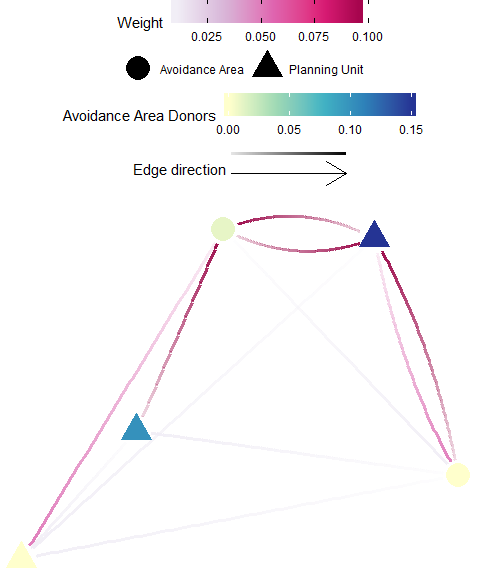 Weight
0.025 0.050 0.075 0.100
Avoidance Area Planning Unit
Avoidance Area Donors
0.00 0.05 0.10 0.15
Edge direction